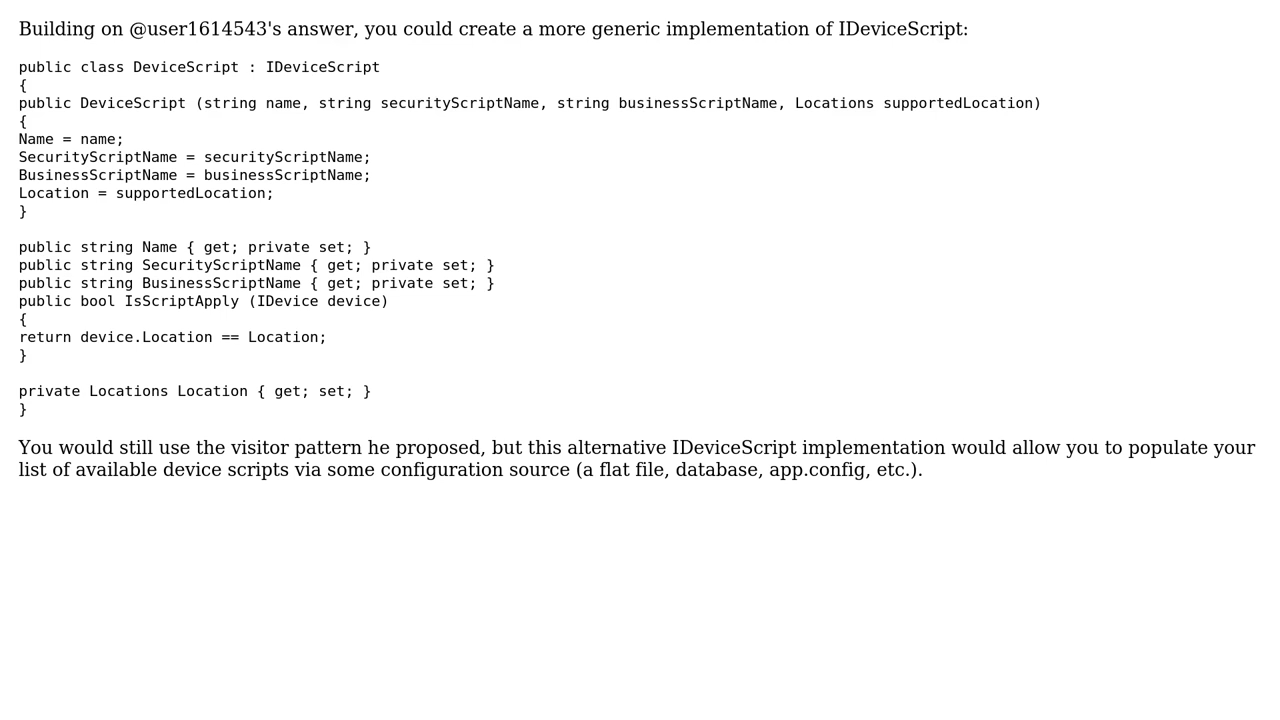 Building on @user1614543's answer, you could create a more generic implementation of IDeviceScript:
public class DeviceScript : IDeviceScript
{
public DeviceScript (string name, string securityScriptName, string businessScriptName, Locations supportedLocation)
{
Name = name;
SecurityScriptName = securityScriptName;
BusinessScriptName = businessScriptName;
Location = supportedLocation;
}
public string Name { get; private set; }
public string SecurityScriptName { get; private set; }
public string BusinessScriptName { get; private set; }
public bool IsScriptApply (IDevice device)
{
return device.Location == Location;
}
private Locations Location { get; set; }
}
You would still use the visitor pattern he proposed, but this alternative IDeviceScript implementation would allow you to populate your
list of available device scripts via some configuration source (a flat file, database, app.config, etc.).